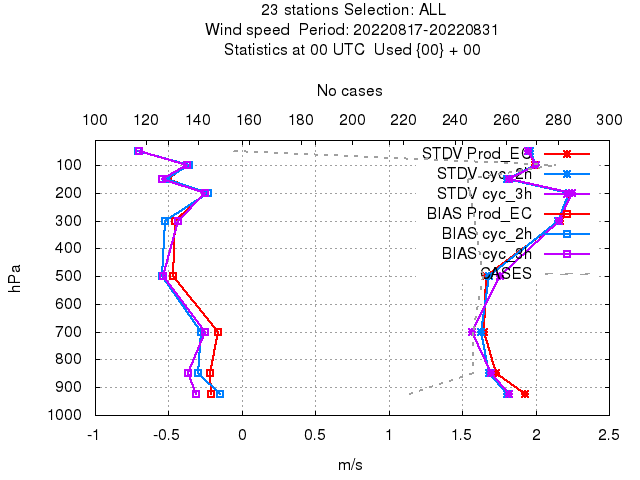 23 stations Selection: ALL
Wind speed  Period: 20220817-20220831
Statistics at 00 UTC  Used {00} + 00
No cases
100 120 140 160 180 200 220 240 260 280 300
STDV Prod_EC
STDV cyc_2h
STDV cyc_3h
BIAS Prod_EC
BIAS cyc_2h
BIAS cyc_3h
CASES
hPa
100
200
300
400
500
600
700
800
900
1000
-1 -0.5 0 0.5 1 1.5 2 2.5
m/s